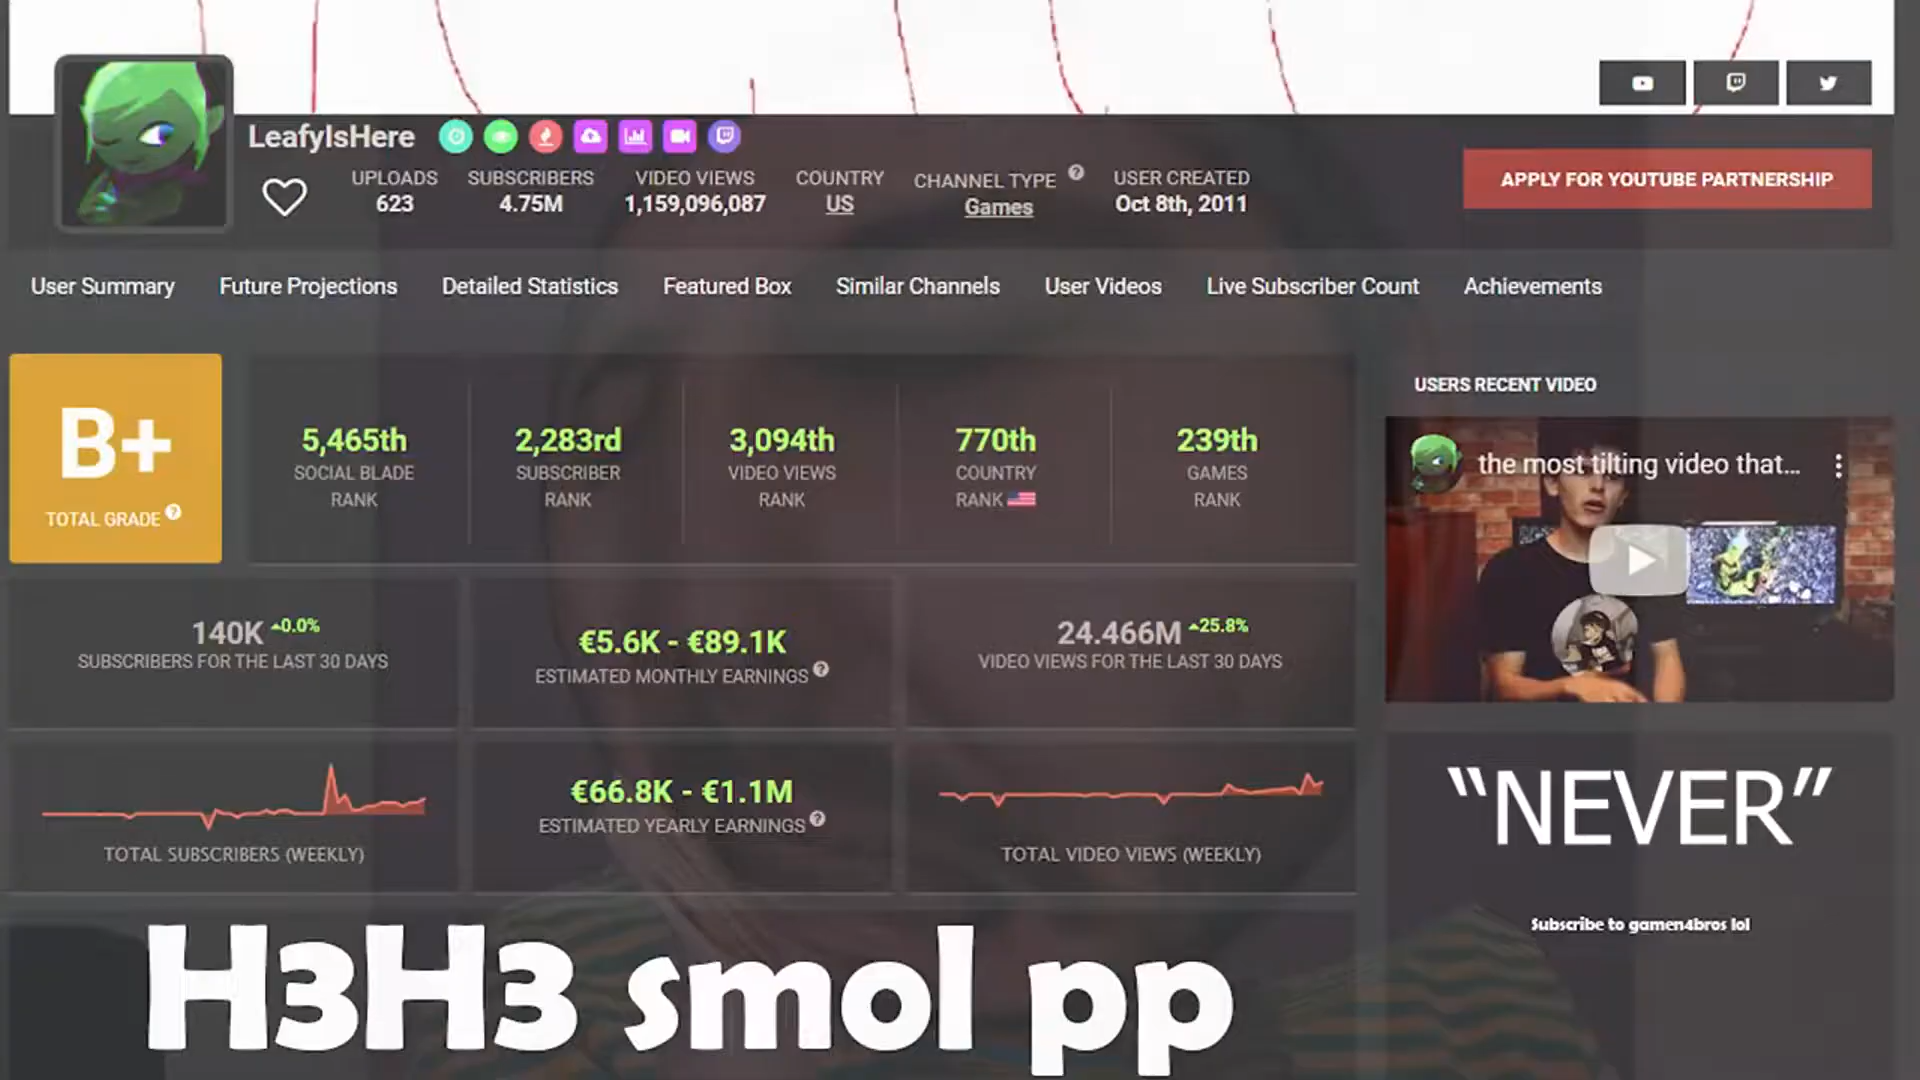 LeafyIsHere
UPLOADS
623
SUBSCRIBERS
4.75M
VIDEO VIEWS
1,159,096,087
COUNTRY
US
CHANNEL TYPE
Games
USER CREATED
Oct 8th, 2011
APPLY FOR YOUTUBE PARTNERSHIP
User Summary Future Projections Detailed Statistics Featured Box Similar Channels User Videos Live Subscriber Count Achievements
B+
TOTAL GRADE
5,465th
SOCIAL BLADE
RANK
2,283rd
SUBSCRIBER
RANK
3,094th
VIDEO VIEWS
RANK
770th
COUNTRY
RANK
239th
GAMES
RANK
USERS RECENT VIDEO
the most tilting video that...
140K 0.0%
SUBSCRIBERS FOR THE LAST 30 DAYS
€5.6K - €89.1K
ESTIMATED MONTHLY EARNINGS
24.466M 25.8%
VIDEO VIEWS FOR THE LAST 30 DAYS
TOTAL SUBSCRIBERS (WEEKLY)
€66.8K - €1.1M
ESTIMATED YEARLY EARNINGS
TOTAL VIDEO VIEWS (WEEKLY)
“NEVER”
Subscribe to gamen4bros lol
H3H3 smol pp